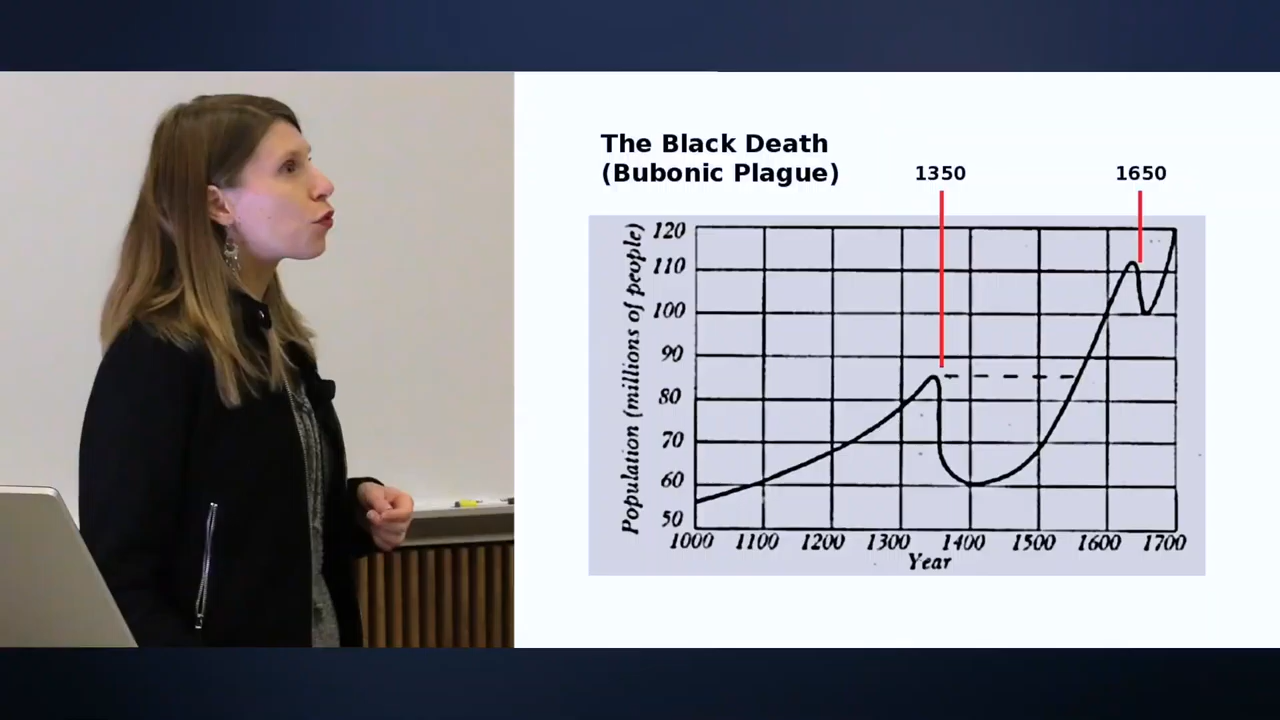 The Black Death
(Bubonic Plague)
1350
1650
Population (millions of people)
120
110
100
90
80
70
60
50
1000 1100 1200 1300 1400 1500 1600 1700
Year